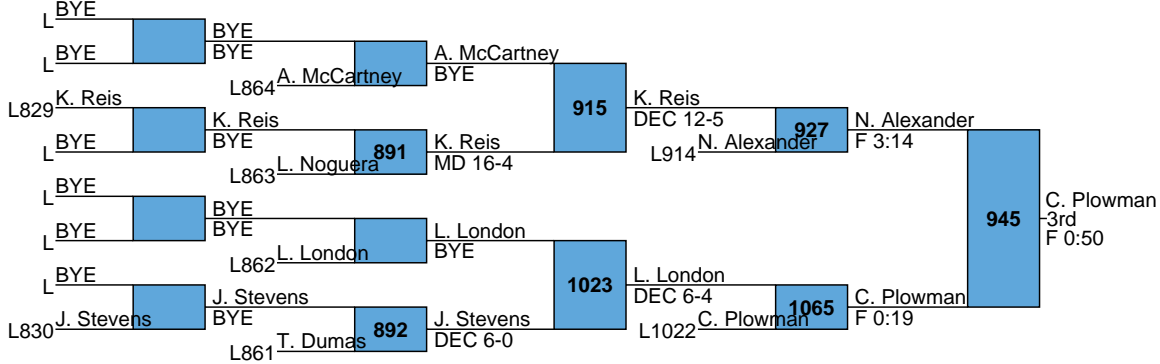 L BYE
BYE
BYE
L BYE
A. McCartney
BYE
L864 A. McCartney
L829 K. Reis
915
K. Reis
DEC 12-5
K. Reis
BYE
L BYE
891
K. Reis
MD 16-4
L863 L. Noguera
927
N. Alexander
F 3:14
L914 N. Alexander
L BYE
BYE
BYE
L BYE
L. London
BYE
L862 L. London
945
C. Plowman
3rd
F 0:50
L BYE
1023
L. London
DEC 6-4
J. Stevens
BYE
L830 J. Stevens
892
J. Stevens
DEC 6-0
L861 T. Dumas
1065
C. Plowman
F 0:19
L1022 C. Plowman